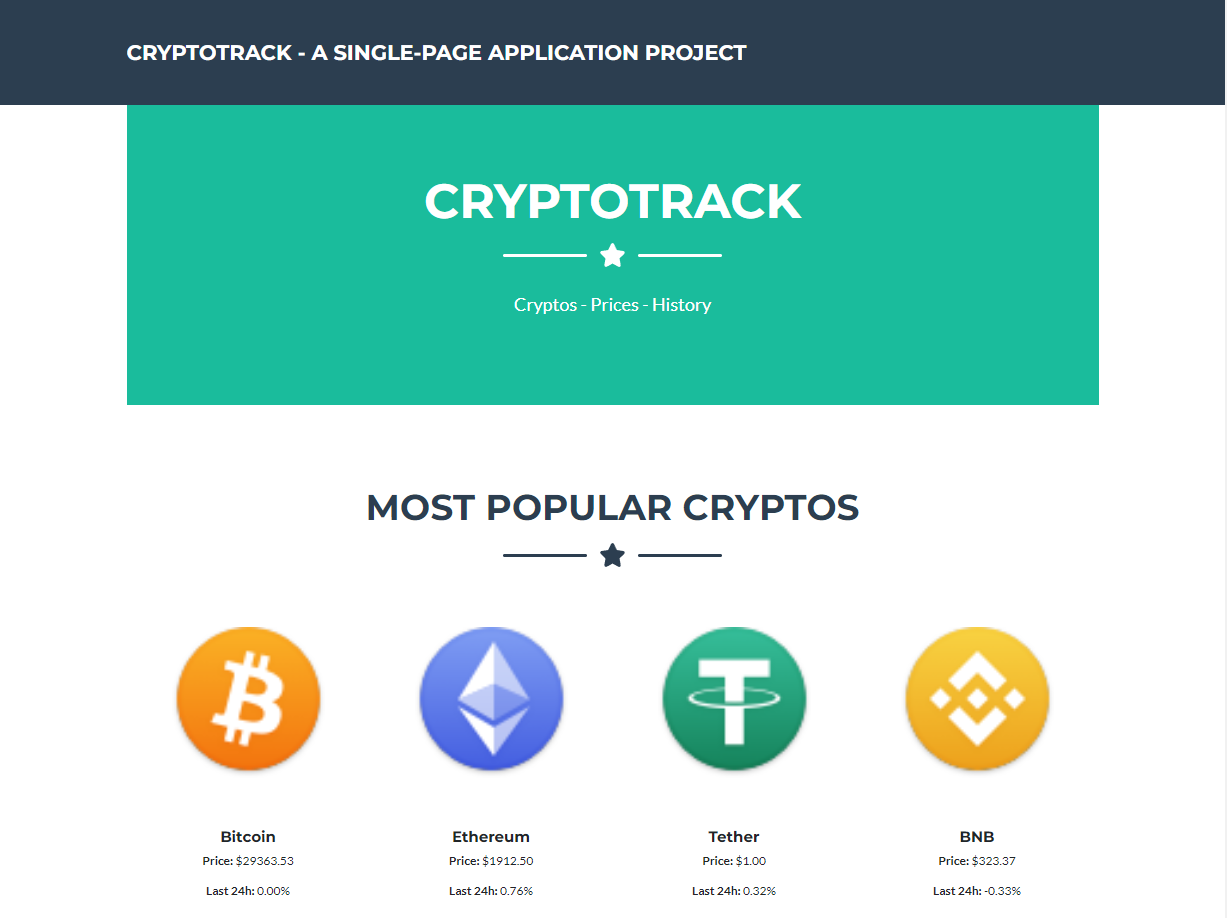 CRYPTOTRACK - A SINGLE-PAGE APPLICATION PROJECT
CRYPTOTRACK
Cryptos - Prices - History
MOST POPULAR CRYPTOS
Bitcoin
Price: $29363.53
Last 24h: 0.00%
Ethereum
Price: $1912.50
Last 24h: 0.76%
Tether
Price: $1.00
Last 24h: 0.32%
BNB
Price: $323.37
Last 24h: -0.33%